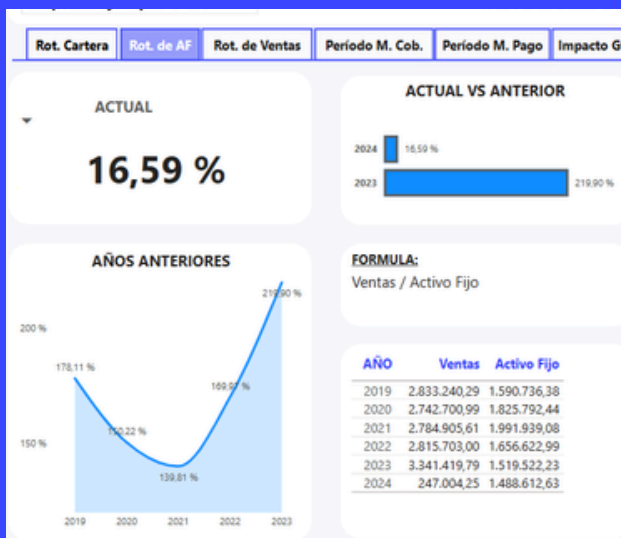 Rot. Cartera Rot. de AF Rot. de Ventas Período M. Cob. Período M. Pago Impacto G
ACTUAL
16,59 %
ACTUAL VS ANTERIOR
2024 16,59 %
2023 219,90 %
AÑOS ANTERIORES
219,90 %
200 %
178,11 %
169,97 %
150,22 %
150 %
139,81 %
2019 2020 2021 2022 2023
FORMULA:
Ventas / Activo Fijo
AÑO Ventas Activo Fijo
2019 2.833.240,29 1.590.736,38
2020 2.742.700,99 1.825.792,44
2021 2.784.905,61 1.991.939,08
2022 2.815.703,00 1.656.622,99
2023 3.341.419,79 1.519.522,23
2024 247.004,25 1.488.612,63